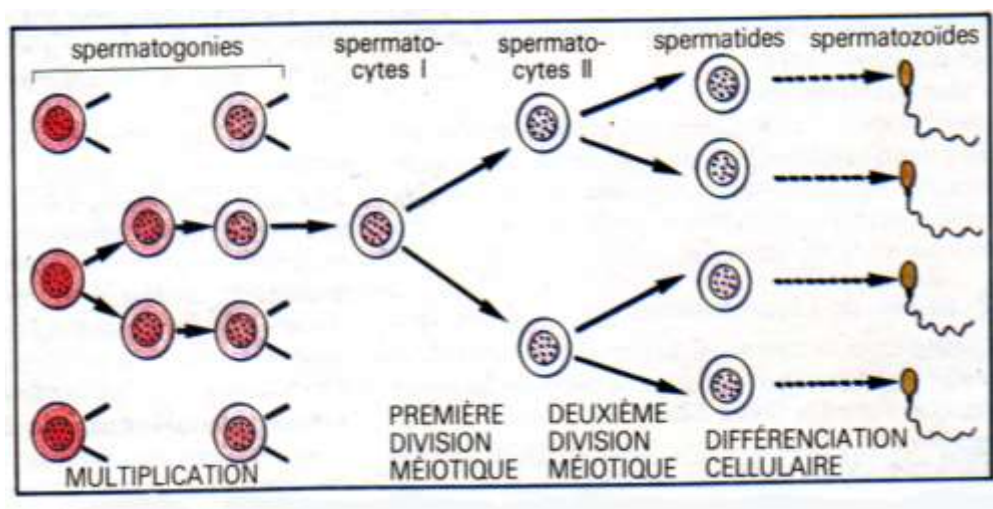 spermatogonies
spermato-
cytes I
spermato-
cytes II
spermatides
spermatozoïdes
MULTIPLICATION
PREMIÈRE
DIVISION
MÉIOTIQUE
DEUXIÈME
DIVISION
MÉIOTIQUE
DIFFÉRENCIATION
CELLULAIRE